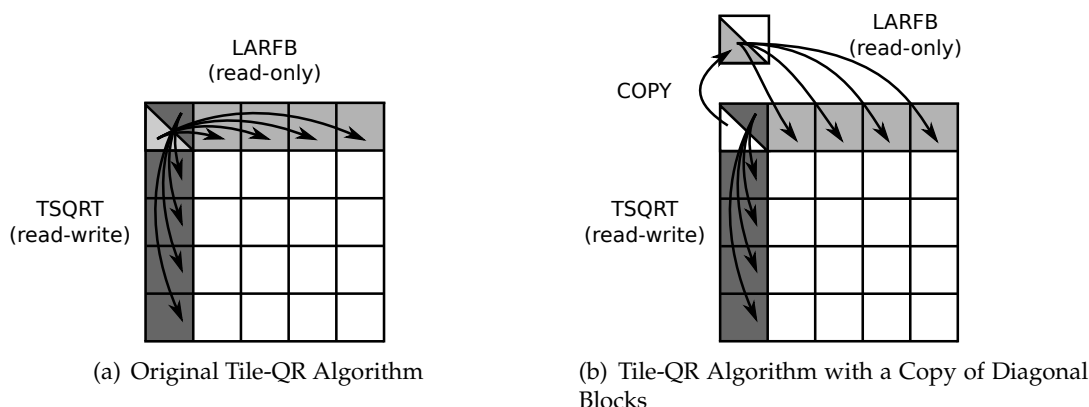 LARFB
(read-only)
TSQRT
(read-write)
(a) Original Tile-QR Algorithm
LARFB
(read-only)
COPY
TSQRT
(read-write)
(b) Tile-QR Algorithm with a Copy of Diagonal
Blocks